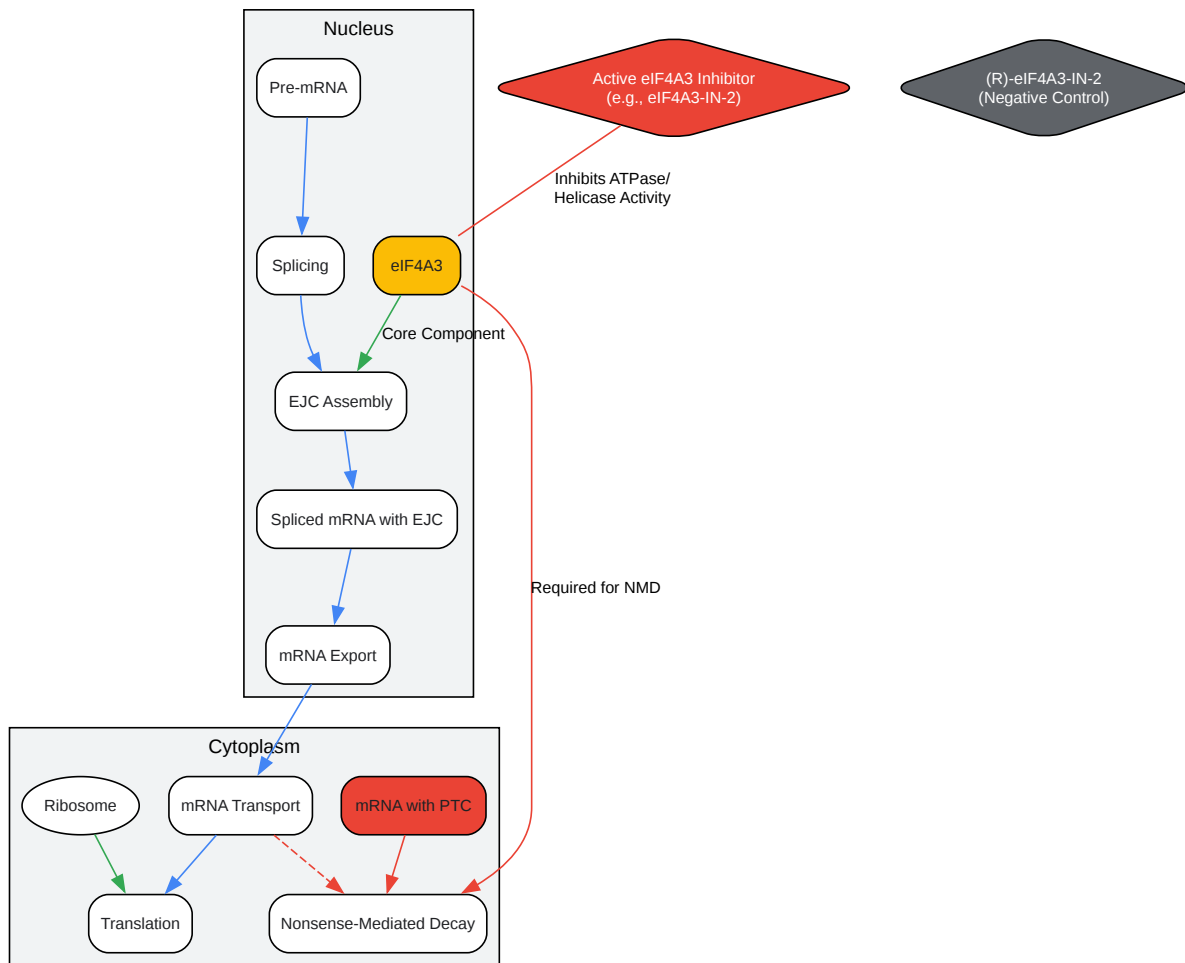 Nucleus
Pre-mRNA
Active eIF4A3 Inhibitor
(e.g., eIF4A3-IN-2)
(R)-eIF4A3-IN-2
(Negative Control)
Inhibits ATPase/
Helicase Activity
Splicing
eIF4A3
Core Component
EJC Assembly
Spliced mRNA with EJC
Required for NMD
mRNA Export
Cytoplasm
Ribosome
mRNA Transport
mRNA with PTC
Translation
Nonsense-Mediated Decay